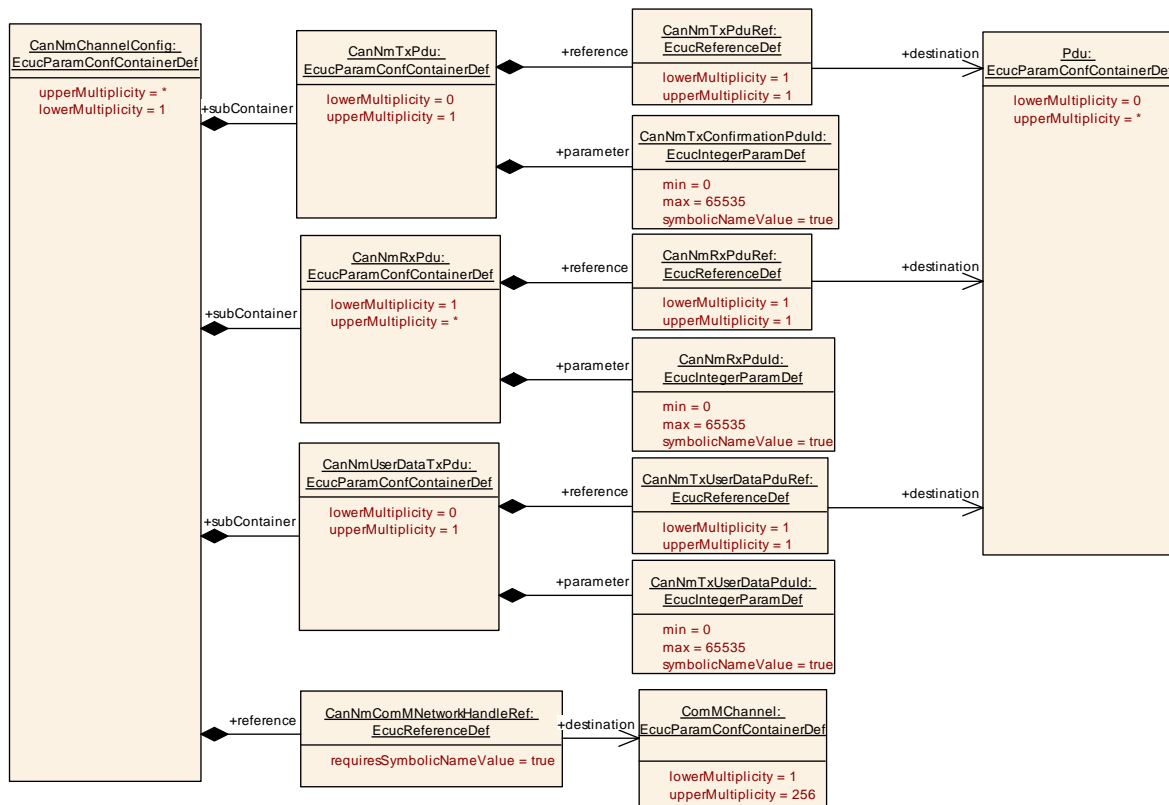 CanNmChannelConfig:
EcucParamConfContainerDef
upperMultiplicity = *
lowerMultiplicity = 1
+subContainer
CanNmTxPdu:
EcucParamConfContainerDef
lowerMultiplicity = 0
upperMultiplicity = 1
+reference
CanNmTxPduRef:
EcucReferenceDef
lowerMultiplicity = 1
upperMultiplicity = 1
+destination
Pdu:
EcucParamConfContainerDef
lowerMultiplicity = 0
upperMultiplicity = *
+parameter
CanNmTxConfirmationPduId:
EcucIntegerParamDef
min = 0
max = 65535
symbolicNameValue = true
+subContainer
CanNmRxPdu:
EcucParamConfContainerDef
lowerMultiplicity = 1
upperMultiplicity = *
+reference
CanNmRxPduRef:
EcucReferenceDef
lowerMultiplicity = 1
upperMultiplicity = 1
+destination
+parameter
CanNmRxPduId:
EcucIntegerParamDef
min = 0
max = 65535
symbolicNameValue = true
+subContainer
CanNmUserDataTxPdu:
EcucParamConfContainerDef
lowerMultiplicity = 0
upperMultiplicity = 1
+reference
CanNmTxUserDataPduRef:
EcucReferenceDef
lowerMultiplicity = 1
upperMultiplicity = 1
+destination
+parameter
CanNmTxUserDataPduId:
EcucIntegerParamDef
min = 0
max = 65535
symbolicNameValue = true
+reference
CanNmComMNetworkHandleRef:
EcucReferenceDef
requiresSymbolicNameValue = true
+destination
ComMChannel:
EcucParamConfContainerDef
lowerMultiplicity = 1
upperMultiplicity = 256